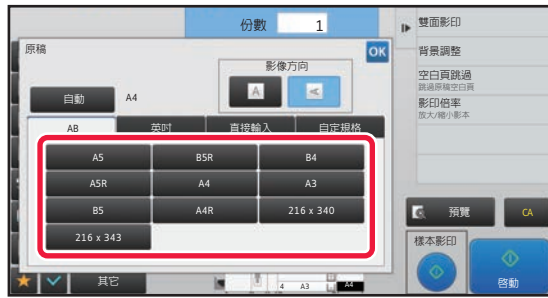 份數 1
原稿
OK
影像方向
自動 A4
A A
AB 英吋 直接輸入 自定規格
A5 B5R B4
A5R A4 A3
B5 A4R 216 x 340
216 x 343
其它
4 A3 A4
雙面影印
背景調整
空白頁跳過
跳過原稿空白頁
影印倍率
放大/縮小影本
預覽 CA
樣本影印
啓動